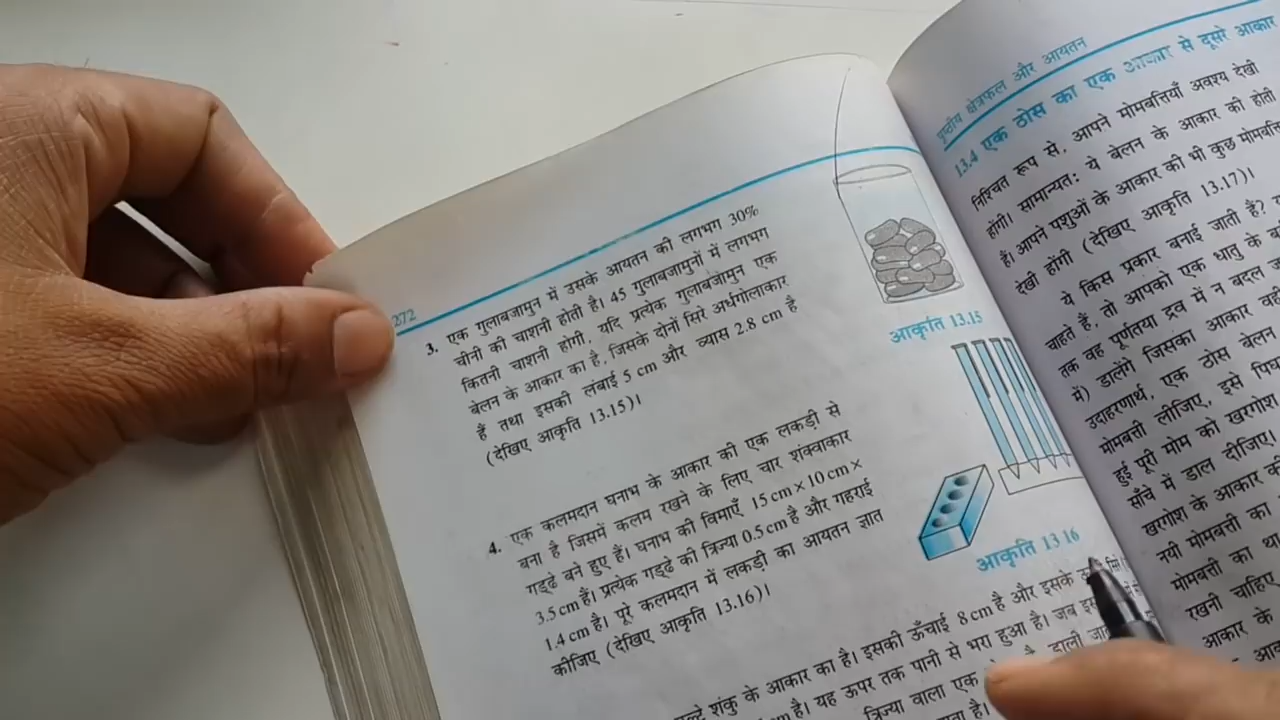 272
3. एक गुलाबजामुन में उसके आयतन की लगभग 30%
चीनी की चाशनी होती है। 45 गुलाबजामुनों में लगभग
कितनी चाशनी होगी, यदि प्रत्येक गुलाबजामुन एक
बेलन के आकार का है, जिसके दोनों सिरे अर्धगोलाकार
हैं तथा इसकी लंबाई 5 cm और व्यास 2.8 cm है
(देखिए आकृति 13.15)।
आकृति 13.15
4. एक कलमदान घनाभ के आकार की एक लकड़ी से
बना है जिसमें कलम रखने के लिए चार शंक्वाकार
गड्ढे बने हुए हैं। घनाभ की विमाएँ 15 cm × 10 cm ×
3.5 cm हैं। प्रत्येक गड्ढे की त्रिज्या 0.5 cm है और गहराई
1.4 cm है। पूरे कलमदान में लकड़ी का आयतन ज्ञात
कीजिए (देखिए आकृति 13.16)।
आकृति 13.16
शंकु के आकार का है। इसकी ऊँचाई 8 cm है और इसके
है। यह ऊपर तक पानी से भरा हुआ है। जब
त्रिज्या वाला एक डाली
पृष्ठीय क्षेत्रफल और आयतन
13.4 एक ठोस का एक आकार से दूसरे आकार
निश्चित रूप से, आपने मोमबत्तियाँ अवश्य देखी
होंगी। सामान्यतः ये बेलन के आकार की होती
हैं। आपने पशुओं के आकार की भी कुछ
देखी होंगी (देखिए आकृति 13.17)।
ये किस प्रकार बनाई जाती हैं?
चाहते हैं, तो आपको एक धातु के
तक वह पूर्णतया द्रव में न बदल
में) डालेंगे जिसका आकार
उदाहरणार्थ, एक ठोस बेलन
मोमबत्ती लीजिए, इसे
हुई पूरी मोम को खरगोश
साँचे में डाल दीजिए।
खरगोश के आकार की
नयी मोमबत्ती का
मोमबत्ती का था
रखनी चाहिए
आकार के